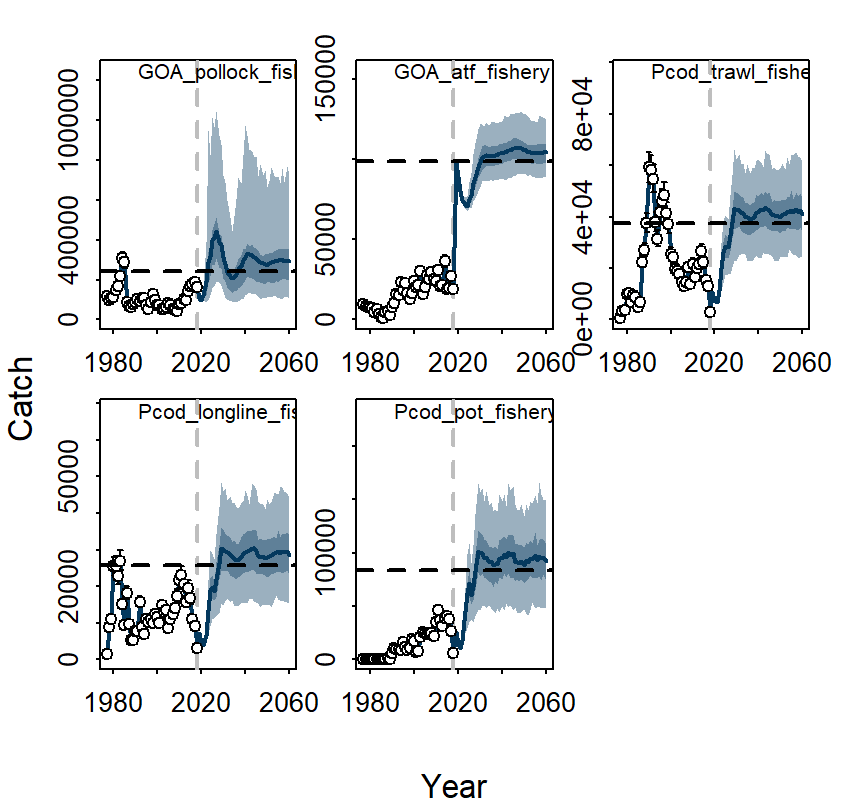 GOA_pollock_fis
GOA_atf_fishery
Pcod_trawl_fishe
0 400000 1000000
0 50000 150000
0e+00 4e+04 8e+04
1980 2020 2060
1980 2020 2060
1980 2020 2060
Catch
Pcod_longline_fis
Pcod_pot_fishery
0 20000 50000
0 100000
1980 2020 2060
1980 2020 2060
Year